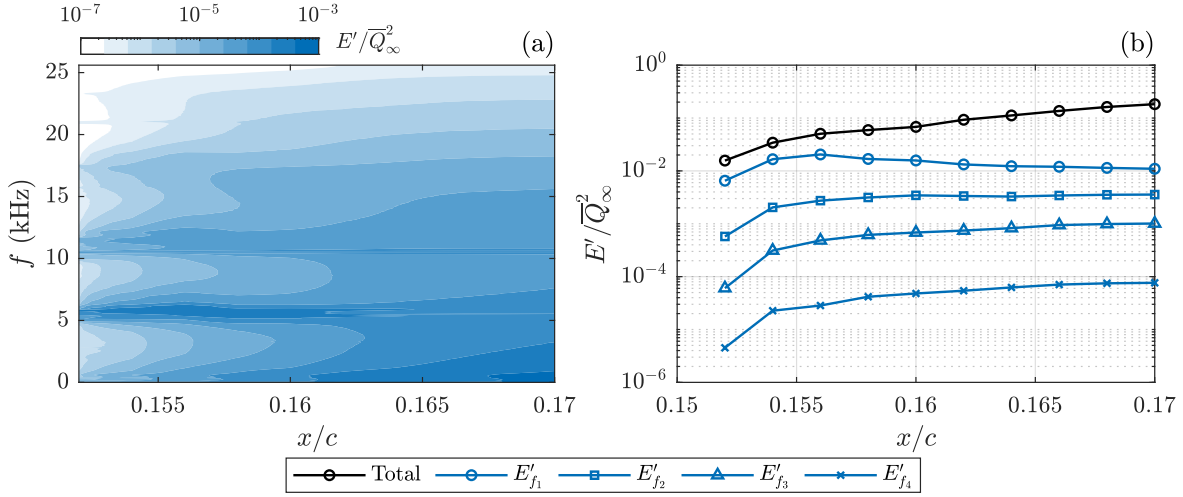 10⁻⁷ 10⁻⁵ 10⁻³
E′/Q̅²∞
(a)
25
20
15
10
5
0
f (kHz)
0.155 0.16 0.165 0.17
x/c
(b)
10⁰
10⁻²
10⁻⁴
10⁻⁶
E′/Q̅²∞
0.15 0.155 0.16 0.165 0.17
x/c
Total E′f₁ E′f₂ E′f₃ E′f₄